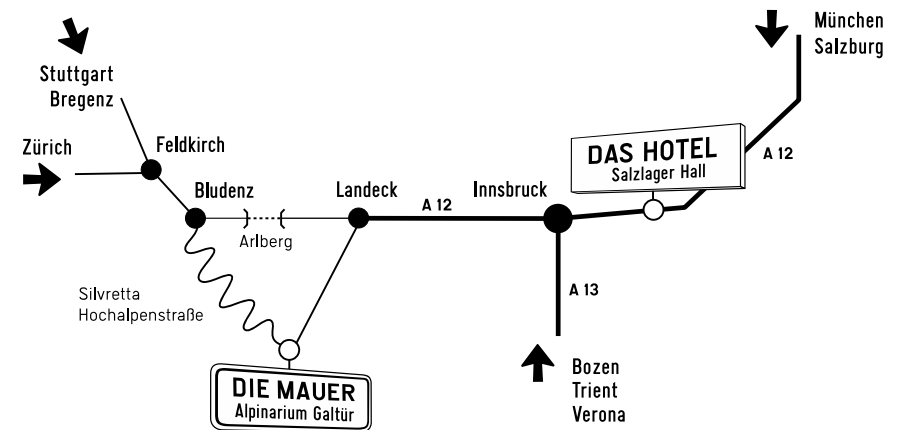 München
Salzburg
Stuttgart
Bregenz
Zürich
Feldkirch
DAS HOTEL
Salzlager Hall
A 12
Bludenz
Landeck
A 12
Innsbruck
Arlberg
Silvretta
Hochalpenstraße
A 13
DIE MAUER
Alpinarium Galtür
Bozen
Trient
Verona